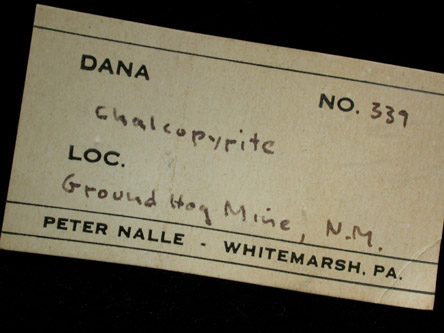 DANA
NO. 339
Chalcopyrite
LOC.
Ground Hog Mine, N.M.
PETER NALLE - WHITEMARSH, PA.